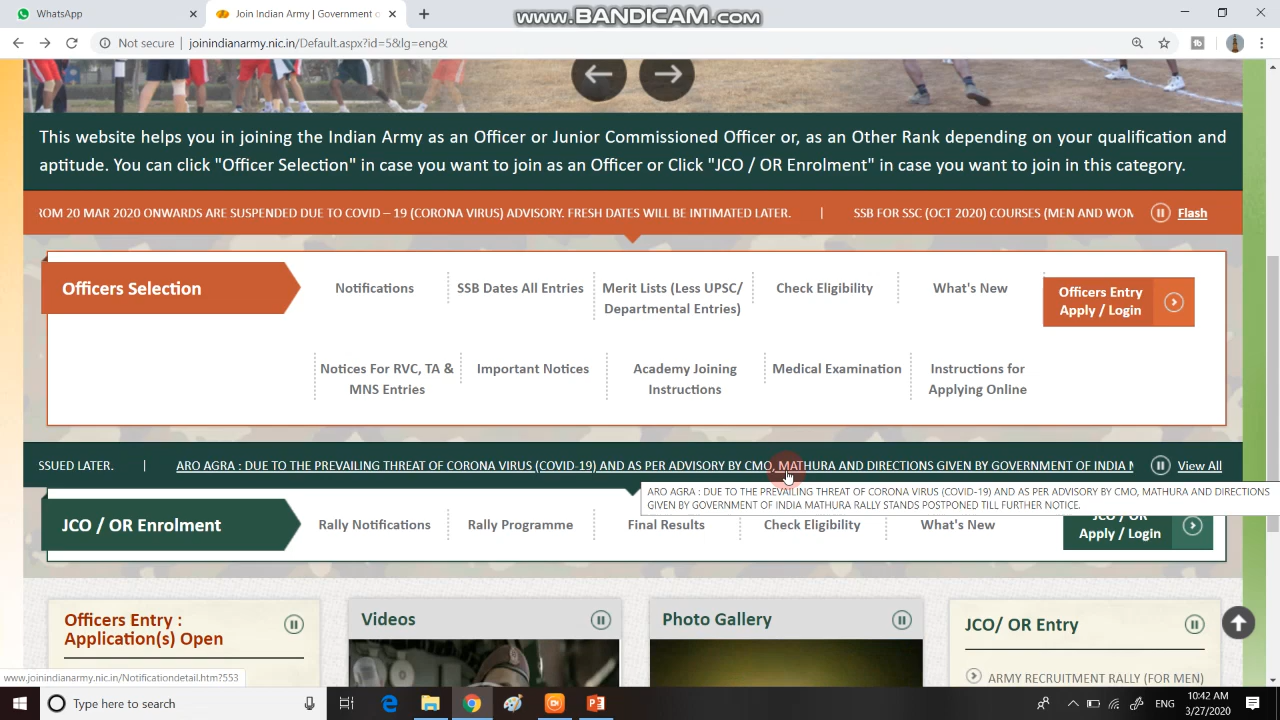 WhatsApp
Join Indian Army | Government o
www.BANDICAM.com
Not secure | joinindianarmy.nic.in/Default.aspx?id=5&lg=eng&
This website helps you in joining the Indian Army as an Officer or Junior Commissioned Officer or, as an Other Rank depending on your qualification and
aptitude. You can click "Officer Selection" in case you want to join as an Officer or Click "JCO / OR Enrolment" in case you want to join in this category.
ROM 20 MAR 2020 ONWARDS ARE SUSPENDED DUE TO COVID – 19 (CORONA VIRUS) ADVISORY. FRESH DATES WILL BE INTIMATED LATER. | SSB FOR SSC (OCT 2020) COURSES (MEN AND WOM Flash
Officers Selection
Notifications
SSB Dates All Entries
Merit Lists (Less UPSC/
Departmental Entries)
Check Eligibility
What's New
Officers Entry
Apply / Login
Notices For RVC, TA &
MNS Entries
Important Notices
Academy Joining
Instructions
Medical Examination
Instructions for
Applying Online
SSUED LATER. | ARO AGRA : DUE TO THE PREVAILING THREAT OF CORONA VIRUS (COVID-19) AND AS PER ADVISORY BY CMO, MATHURA AND DIRECTIONS GIVEN BY GOVERNMENT OF INDIA M View All
ARO AGRA : DUE TO THE PREVAILING THREAT OF CORONA VIRUS (COVID-19) AND AS PER ADVISORY BY CMO, MATHURA AND DIRECTIONS
GIVEN BY GOVERNMENT OF INDIA MATHURA RALLY STANDS POSTPONED TILL FURTHER NOTICE.
JCO / OR Enrolment
Rally Notifications
Rally Programme
Final Results
Check Eligibility
What's New
JCO / OR
Apply / Login
Officers Entry :
Application(s) Open
Videos
Photo Gallery
JCO/ OR Entry
ARMY RECRUITMENT RALLY (FOR MEN)
www.joinindianarmy.nic.in/Notificationdetail.htm?553
Type here to search
ENG
10:42 AM
3/27/2020